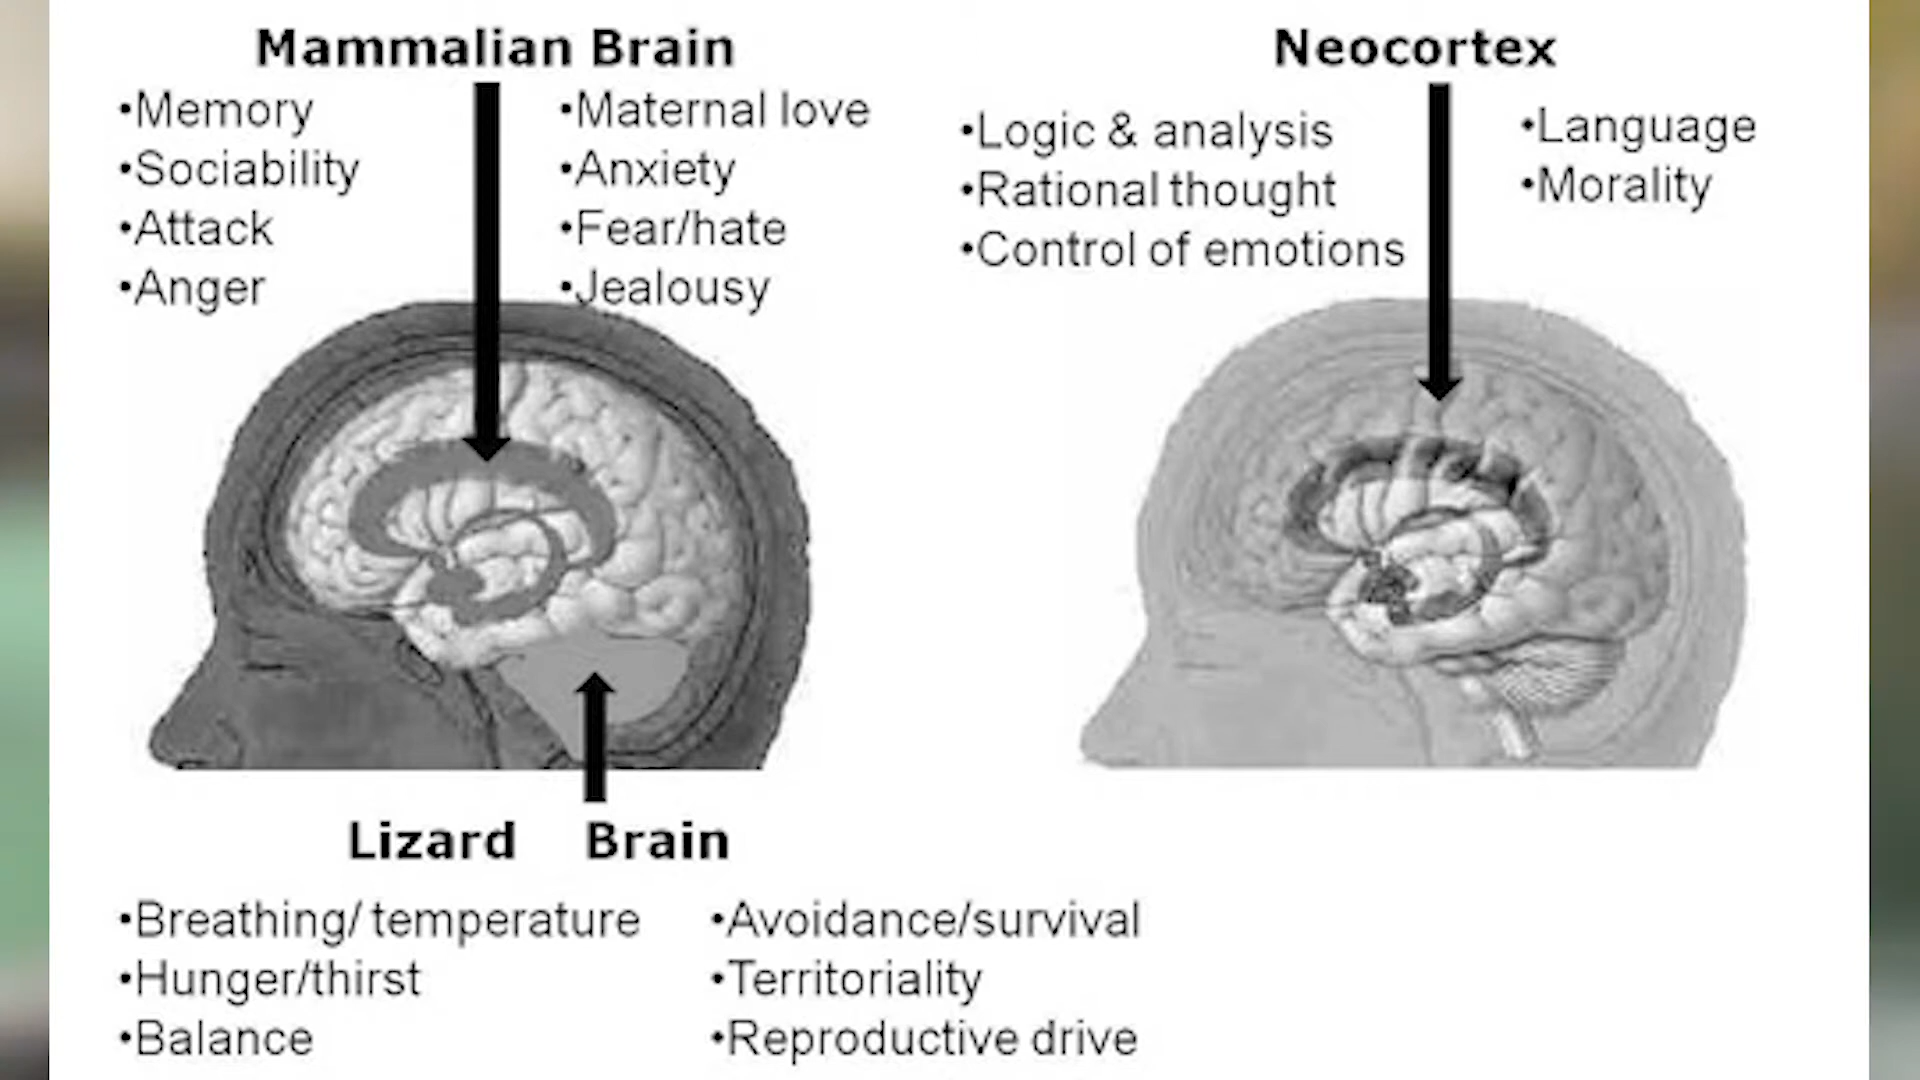 Mammalian Brain
•Memory
•Sociability
•Attack
•Anger
•Maternal love
•Anxiety
•Fear/hate
•Jealousy
Neocortex
•Logic & analysis
•Rational thought
•Control of emotions
•Language
•Morality
Lizard Brain
•Breathing/ temperature
•Hunger/thirst
•Balance
•Avoidance/survival
•Territoriality
•Reproductive drive